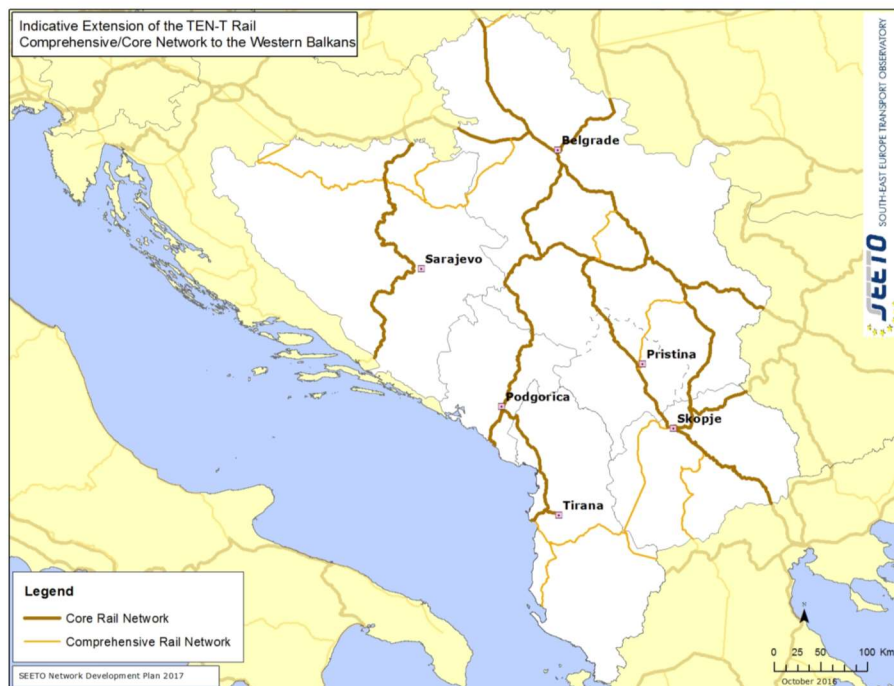 Indicative Extension of the TEN-T Rail
Comprehensive/Core Network to the Western Balkans
SEETO SOUTH-EAST EUROPE TRANSPORT OBSERVATORY
Belgrade
Sarajevo
Pristina
Podgorica
Skopje
Tirana
Legend
Core Rail Network
Comprehensive Rail Network
0 25 50 100 Km
SEETO Network Development Plan 2017
October 2016